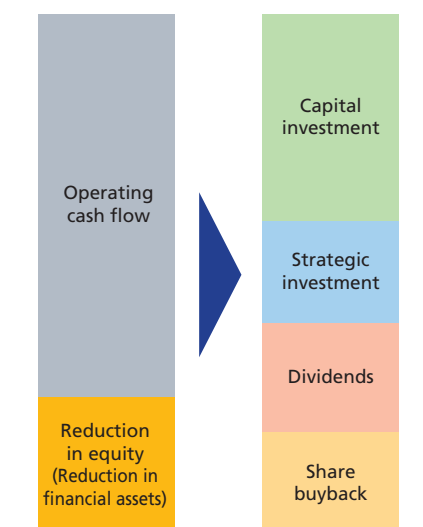 Operating
cash flow
Reduction
in equity
(Reduction in
financial assets)
Capital
investment
Strategic
investment
Dividends
Share
buyback